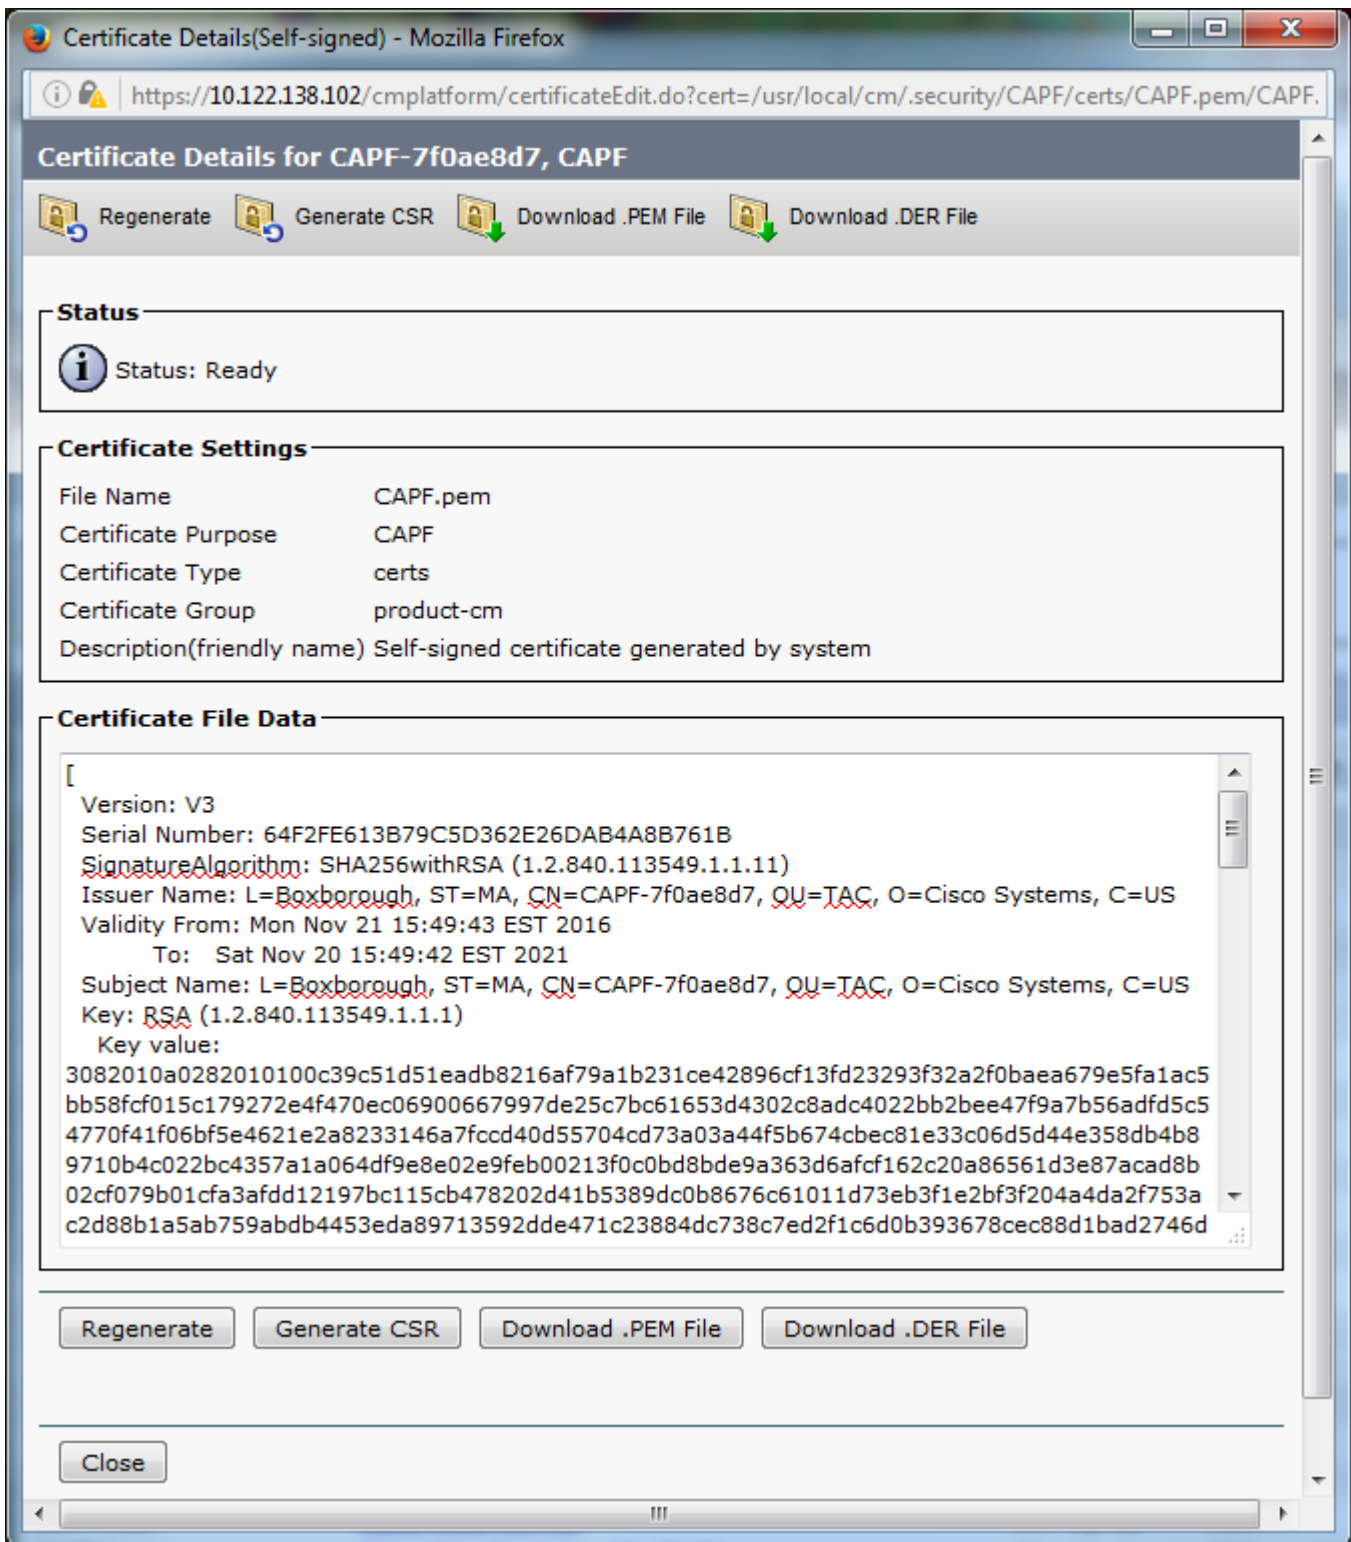 Certificate Details(Self-signed) - Mozilla Firefox
https://10.122.138.102/cmplatform/certificateEdit.do?cert=/usr/local/cm/.security/CAPF/certs/CAPF.pem/CAPF.
Certificate Details for CAPF-7f0ae8d7, CAPF
Regenerate Generate CSR Download .PEM File Download .DER File
Status
Status: Ready
Certificate Settings
File Name CAPF.pem
Certificate Purpose CAPF
Certificate Type certs
Certificate Group product-cm
Description(friendly name) Self-signed certificate generated by system
Certificate File Data
[
Version: V3
Serial Number: 64F2FE613B79C5D362E26DAB4A8B761B
SignatureAlgorithm: SHA256withRSA (1.2.840.113549.1.1.11)
Issuer Name: L=Boxborough, ST=MA, CN=CAPF-7f0ae8d7, OU=TAC, O=Cisco Systems, C=US
Validity From: Mon Nov 21 15:49:43 EST 2016
To: Sat Nov 20 15:49:42 EST 2021
Subject Name: L=Boxborough, ST=MA, CN=CAPF-7f0ae8d7, OU=TAC, O=Cisco Systems, C=US
Key: RSA (1.2.840.113549.1.1.1)
Key value:
3082010a0282010100c39c51d51eadb8216af79a1b231ce42896cf13fd23293f32a2f0baea679e5fa1ac5
bb58fcf015c179272e4f470ec06900667997de25c7bc61653d4302c8adc4022bb2bee47f9a7b56adfd5c5
4770f41f06bf5e4621e2a8233146a7fccd40d55704cd73a03a44f5b674cbec81e33c06d5d44e358db4b8
9710b4c022bc4357a1a064df9e8e02e9feb00213f0c0bd8bde9a363d6afcf162c20a86561d3e87acad8b
02cf079b01cfa3afdd12197bc115cb478202d41b5389dc0b8676c61011d73eb3f1e2bf3f204a4da2f753a
c2d88b1a5ab759abdb4453eda89713592dde471c23884dc738c7ed2f1c6d0b393678cec88d1bad2746d
Regenerate Generate CSR Download .PEM File Download .DER File
Close